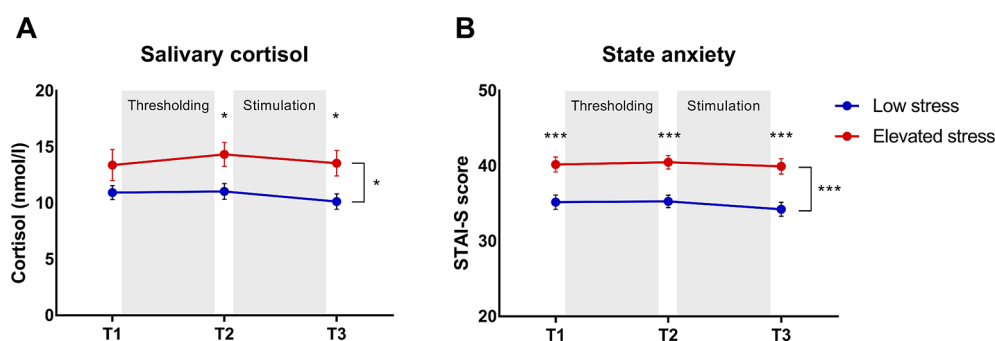 A
Salivary cortisol
Cortisol (nmol/l)
20
15
10
5
0
Thresholding
Stimulation
*
*
*
T1
T2
T3
B
State anxiety
STAI-S score
50
40
30
20
Thresholding
Stimulation
***
***
***
***
T1
T2
T3
Low stress
Elevated stress